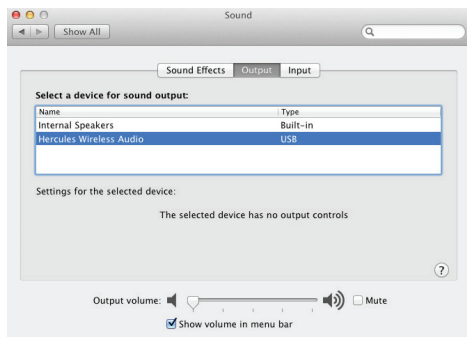 Sound
Show All
Sound Effects Output Input
Select a device for sound output:
Name Type
Internal Speakers Built-in
Hercules Wireless Audio USB
Settings for the selected device:
The selected device has no output controls
?
Output volume: Mute
Show volume in menu bar